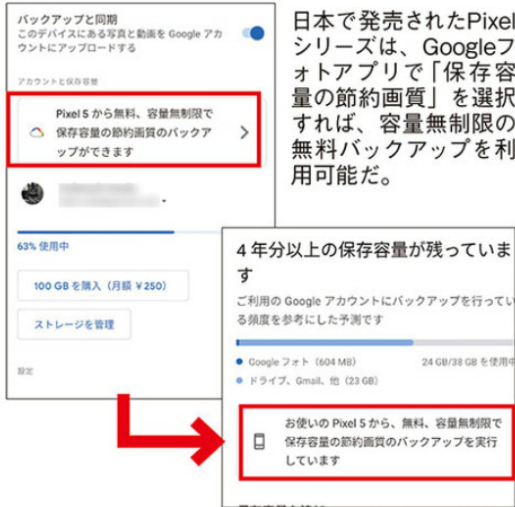 バックアップと同期
このデバイスにある写真と動画を Google アカ
ウントにアップロードする
アカウントと保存容量
Pixel 5 から無料、容量無制限で
保存容量の節約画質のバックア
ップができます
63% 使用中
100 GB を購入（月額 ¥250）
ストレージを管理
設定
日本で発売されたPixel
シリーズは、Googleフ
ォトアプリで「保存容
量の節約画質」を選択
すれば、容量無制限の
無料バックアップを利
用可能だ。
4 年分以上の保存容量が残っていま
す
ご利用の Google アカウントにバックアップを行ってい
る頻度を参考にした予測です
Google フォト（604 MB）
24 GB/38 GB を使用中
ドライブ、Gmail、他（23 GB）
お使いの Pixel 5 から、無料、容量無制限で
保存容量の節約画質のバックアップを実行
しています